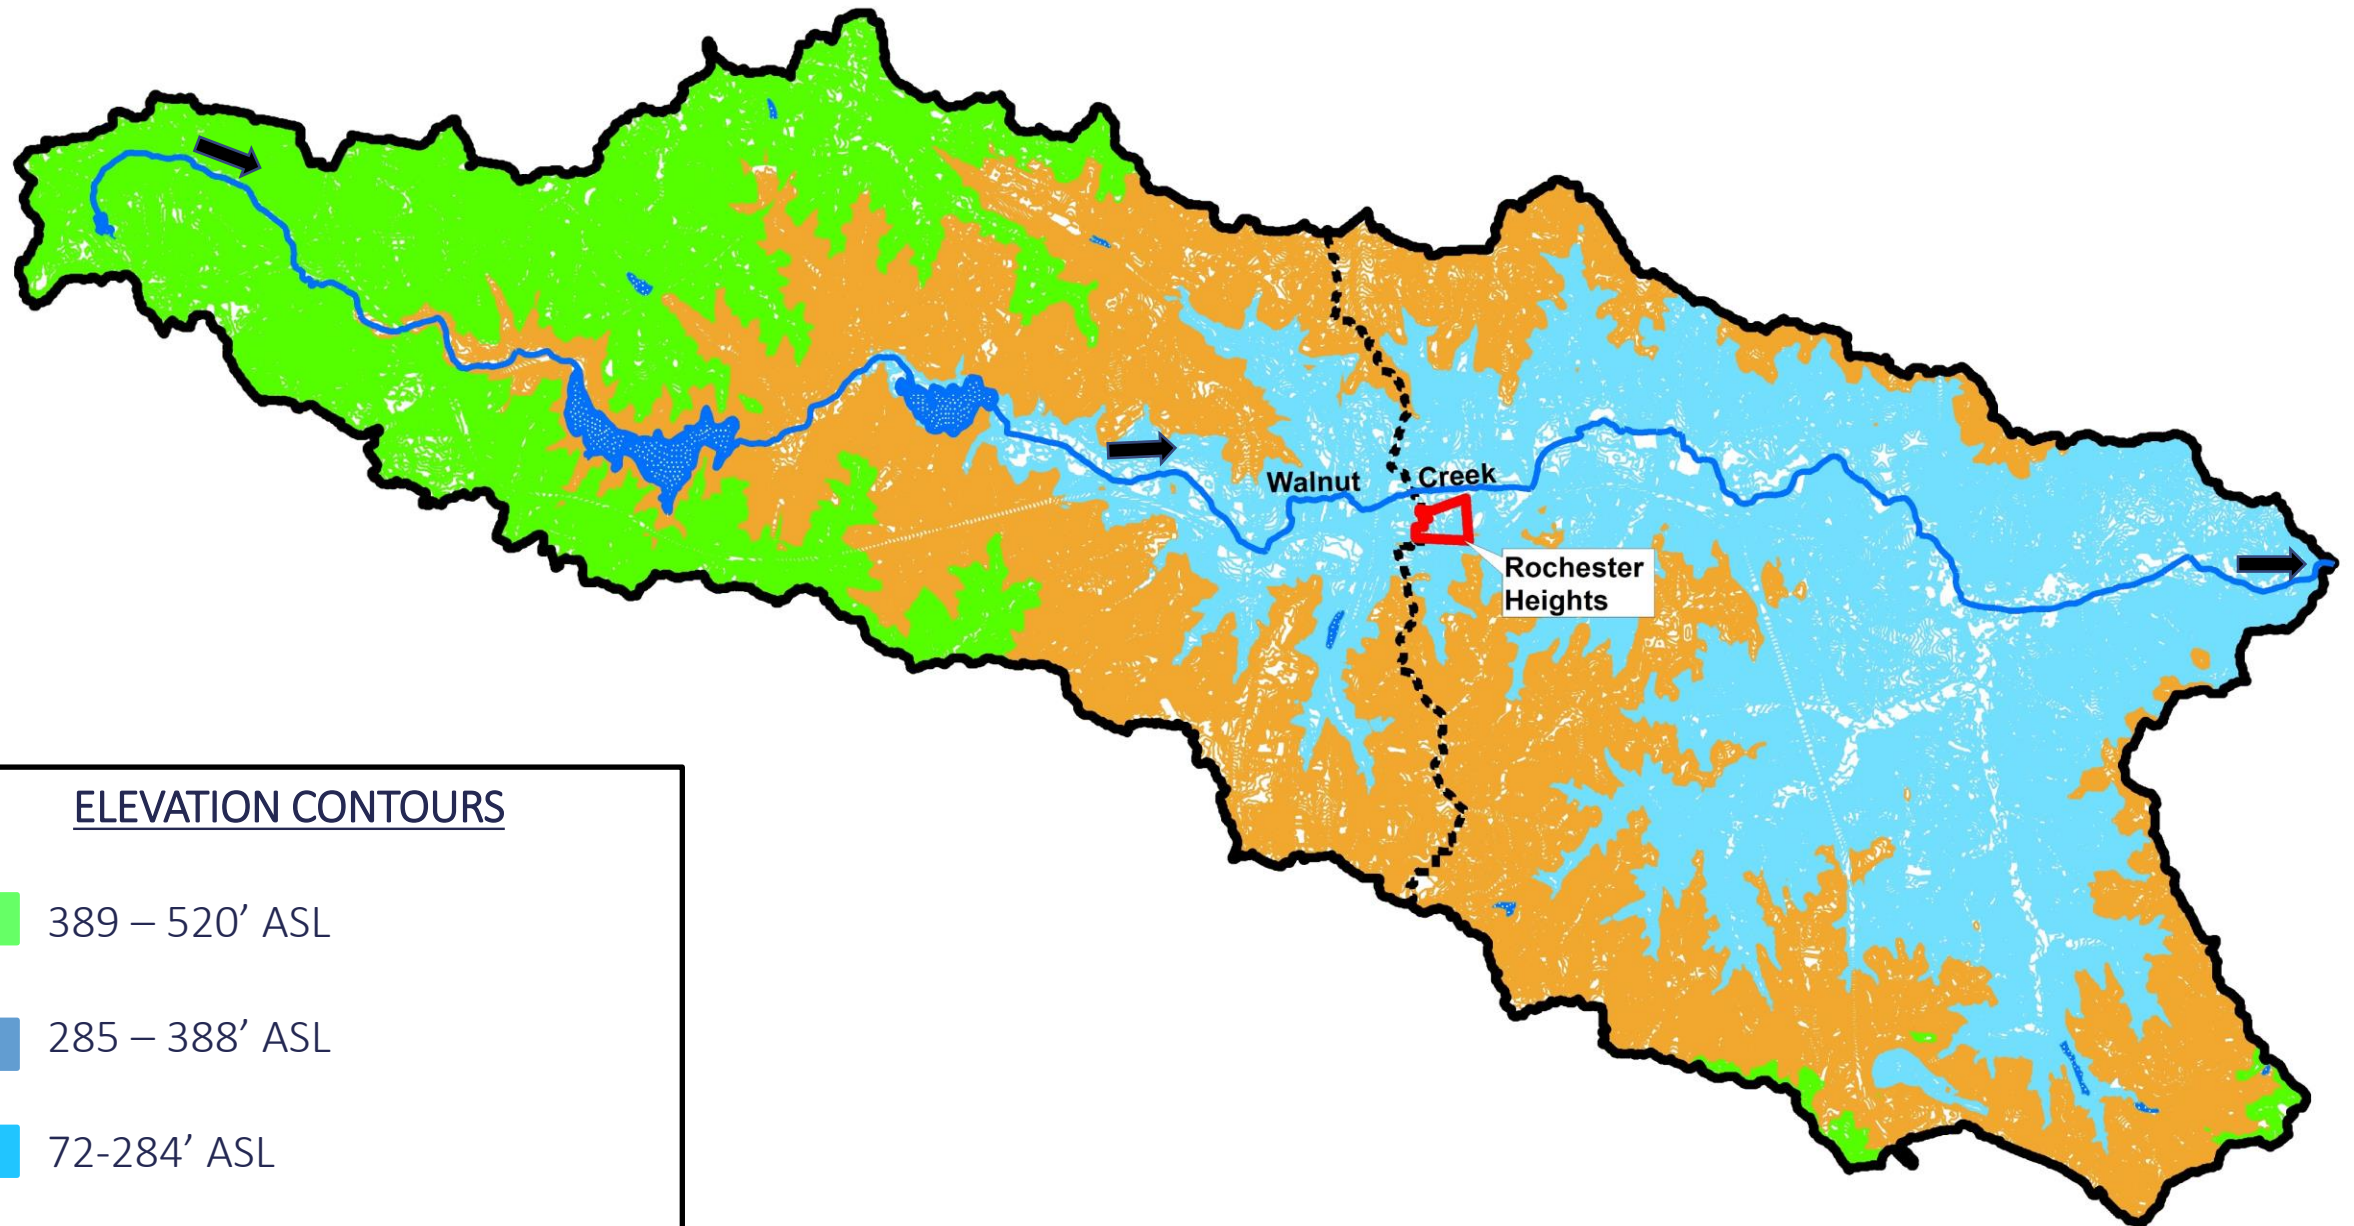 Walnut Creek
Rochester
Heights
ELEVATION CONTOURS
389 – 520’ ASL
285 – 388’ ASL
72-284’ ASL